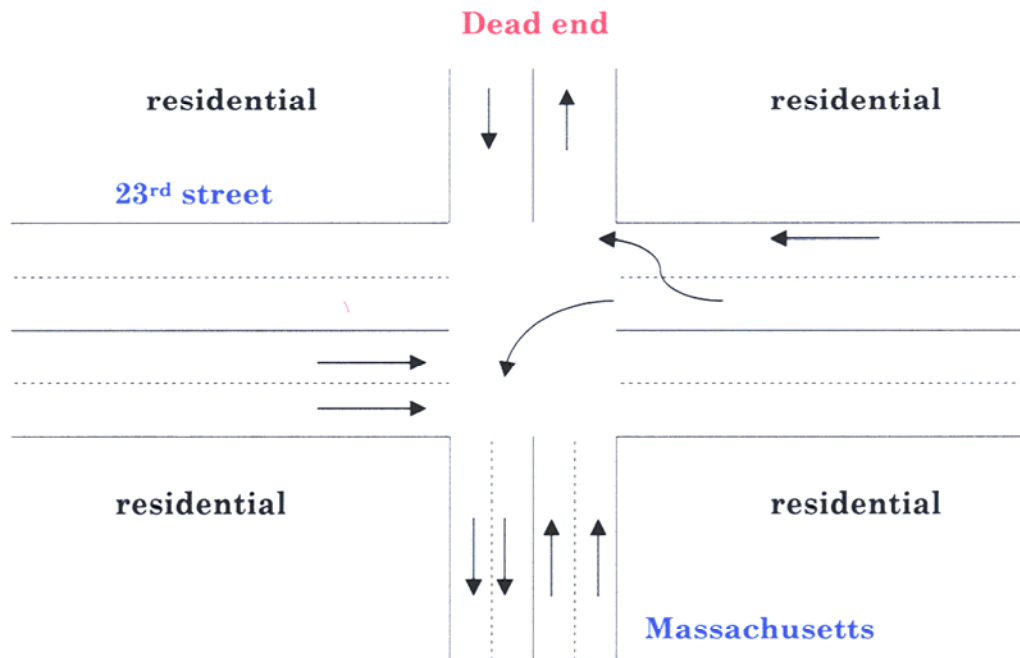 Dead end
residential
residential
23rd street
residential
residential
Massachusetts